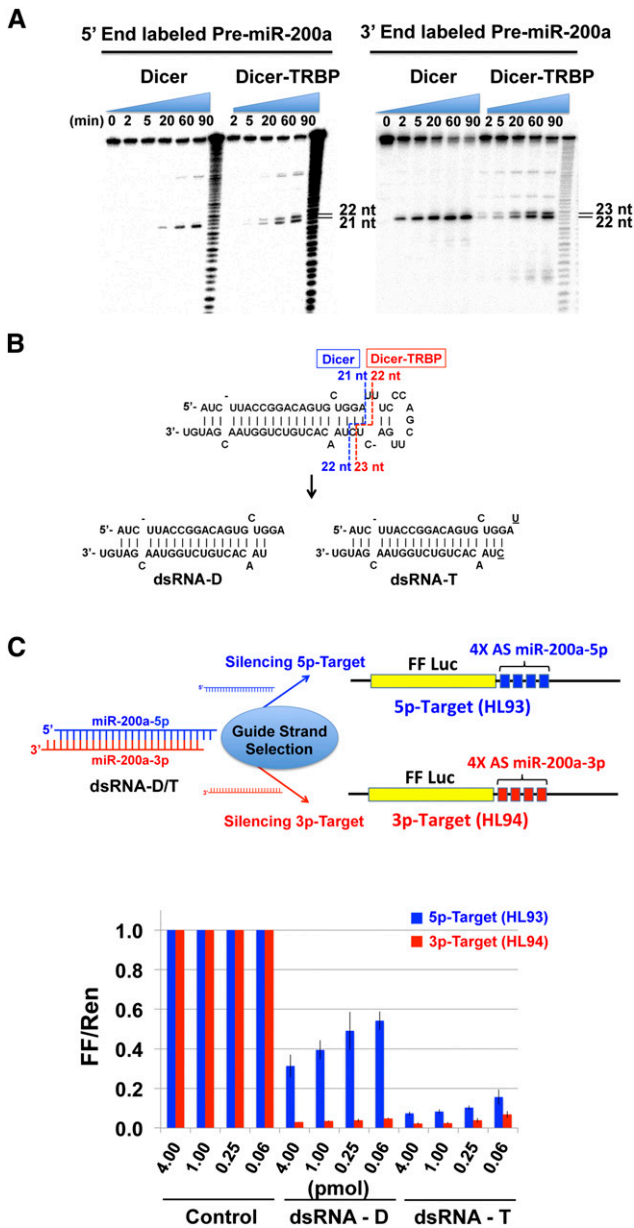 A
5' End labeled Pre-miR-200a
3' End labeled Pre-miR-200a
Dicer
Dicer-TRBP
Dicer
Dicer-TRBP
(min)
0 2 5 20 60 90 2 5 20 60 90
0 2 5 20 60 90 2 5 20 60 90
22 nt
21 nt
23 nt
22 nt
B
Dicer
Dicer-TRBP
21 nt
22 nt
- C UU CC
5'- AUC UUACCGGACAGUG UGGA UC A
G
3'- UGUAG AAUGGUCUGUCAC AUCU AG C
C A C- UU
22 nt
23 nt
- C
5'- AUC UUACCGGACAGUG UGGA
3'- UGUAG AAUGGUCUGUCAC AU
C A
dsRNA-D
- C U
5'- AUC UUACCGGACAGUG UGGA
3'- UGUAG AAUGGUCUGUCAC AUC
C A
dsRNA-T
C
Silencing 5p-Target
4X AS miR-200a-5p
FF Luc
5p-Target (HL93)
5'
miR-200a-5p
3'
miR-200a-3p
dsRNA-D/T
5'
Guide Strand
Selection
3'
Silencing 3p-Target
4X AS miR-200a-3p
FF Luc
3p-Target (HL94)
5p-Target (HL93)
3p-Target (HL94)
FF/Ren
1.0
0.8
0.6
0.4
0.2
0.0
4.00 1.00 0.25 0.06 4.00 1.00 0.25 0.06 4.00 1.00 0.25 0.06
(pmol)
Control
dsRNA - D
dsRNA - T